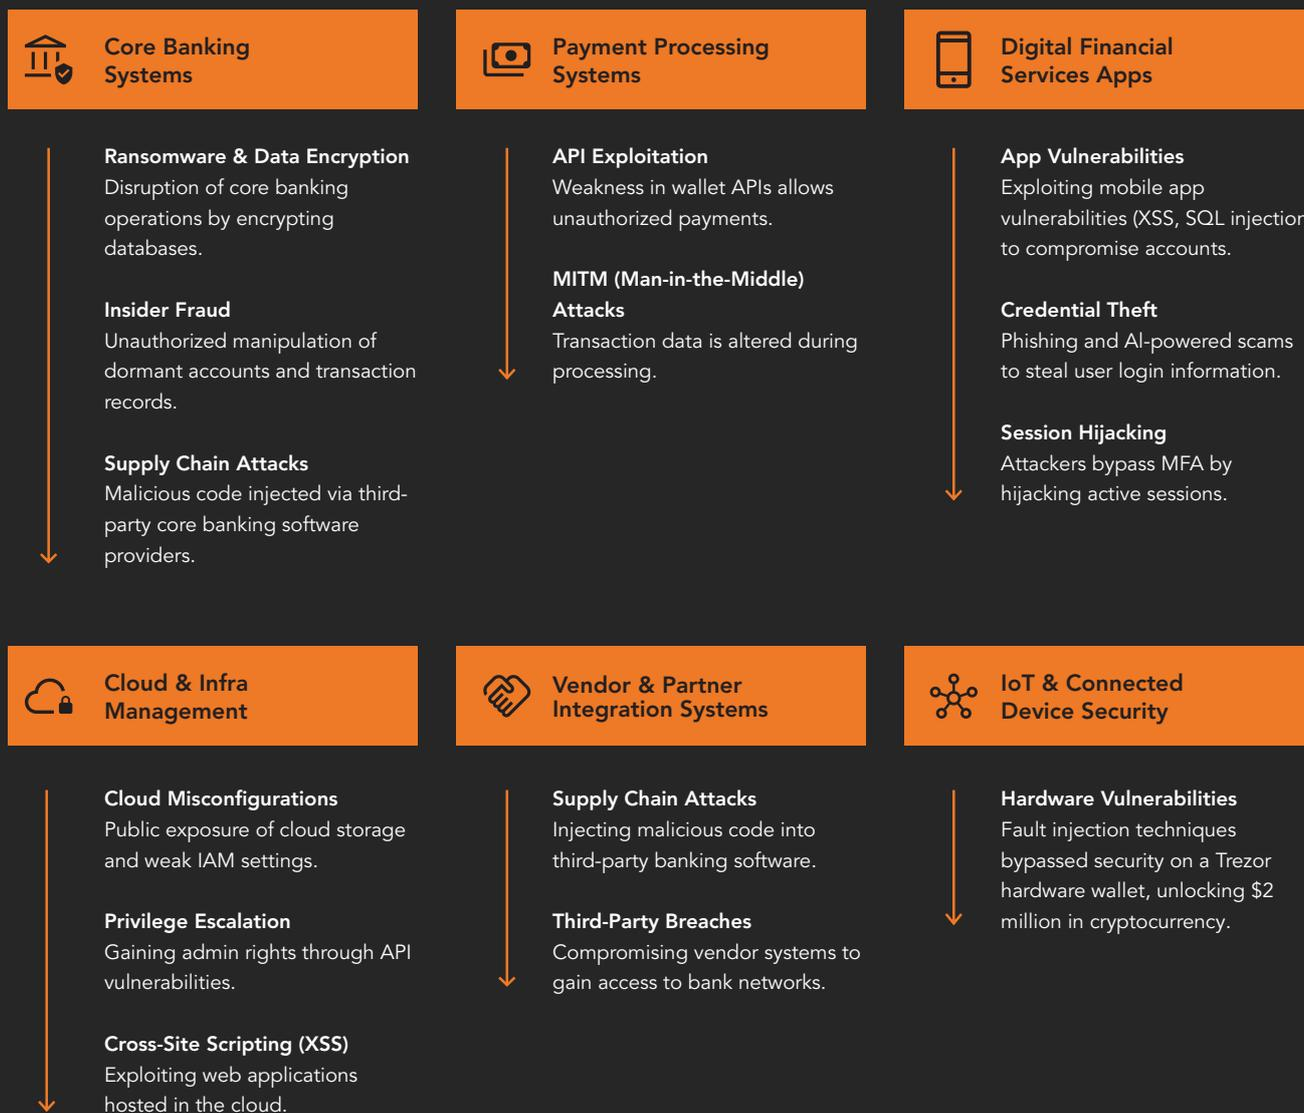 Core Banking
Systems
Ransomware & Data Encryption
Disruption of core banking
operations by encrypting
databases.
Insider Fraud
Unauthorized manipulation of
dormant accounts and transaction
records.
Supply Chain Attacks
Malicious code injected via third-
party core banking software
providers.
Payment Processing
Systems
API Exploitation
Weakness in wallet APIs allows
unauthorized payments.
MITM (Man-in-the-Middle)
Attacks
Transaction data is altered during
processing.
Digital Financial
Services Apps
App Vulnerabilities
Exploiting mobile app
vulnerabilities (XSS, SQL injection
to compromise accounts.
Credential Theft
Phishing and AI-powered scams
to steal user login information.
Session Hijacking
Attackers bypass MFA by
hijacking active sessions.
Cloud & Infra
Management
Cloud Misconfigurations
Public exposure of cloud storage
and weak IAM settings.
Privilege Escalation
Gaining admin rights through API
vulnerabilities.
Cross-Site Scripting (XSS)
Exploiting web applications
hosted in the cloud.
Vendor & Partner
Integration Systems
Supply Chain Attacks
Injecting malicious code into
third-party banking software.
Third-Party Breaches
Compromising vendor systems to
gain access to bank networks.
IoT & Connected
Device Security
Hardware Vulnerabilities
Fault injection techniques
bypassed security on a Trezor
hardware wallet, unlocking $2
million in cryptocurrency.